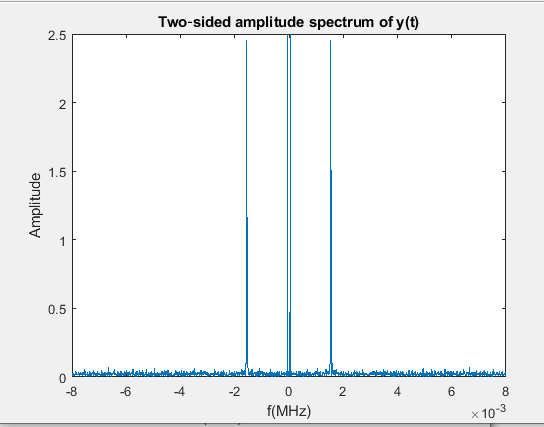 Two-sided amplitude spectrum of y(t)
2.5
2
1.5
1
0.5
0
Amplitude
-8 -6 -4 -2 0 2 4 6 8
f(MHz)
×10⁻³